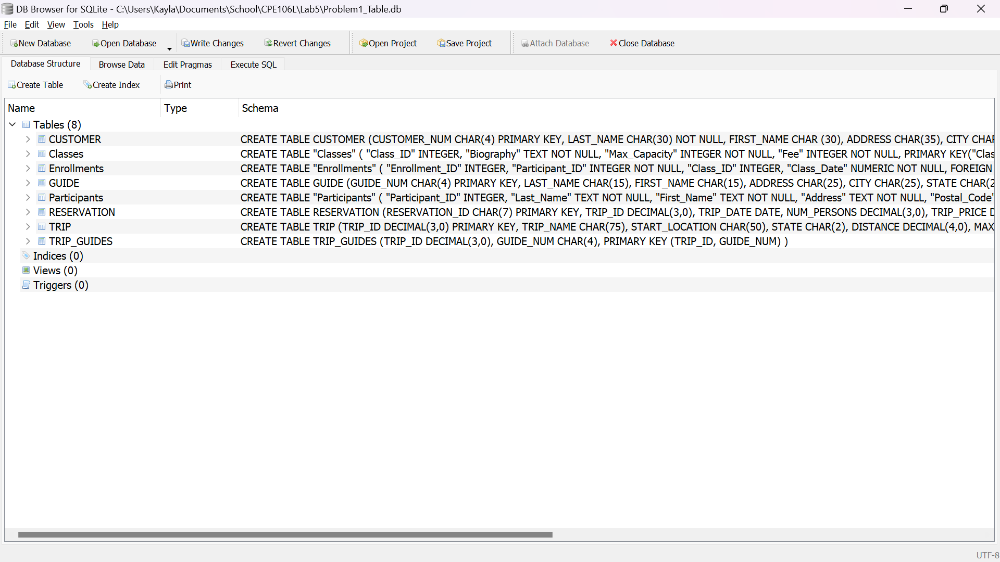 DB Browser for SQLite - C:\Users\Kayla\Documents\School\CPE106L\Lab5\Problem1_Table.db
File Edit View Tools Help
New Database Open Database Write Changes Revert Changes Open Project Save Project Attach Database Close Database
Database Structure Browse Data Edit Pragmas Execute SQL
Create Table Create Index Print
Name Type Schema
Tables (8)
CUSTOMER CREATE TABLE CUSTOMER (CUSTOMER_NUM CHAR(4) PRIMARY KEY, LAST_NAME CHAR(30) NOT NULL, FIRST_NAME CHAR (30), ADDRESS CHAR(35), CITY CHAR
Classes CREATE TABLE "Classes" ( "Class_ID" INTEGER, "Biography" TEXT NOT NULL, "Max_Capacity" INTEGER NOT NULL, "Fee" INTEGER NOT NULL, PRIMARY KEY("Clas
Enrollments CREATE TABLE "Enrollments" ( "Enrollment_ID" INTEGER, "Participant_ID" INTEGER NOT NULL, "Class_ID" INTEGER, "Class_Date" NUMERIC NOT NULL, FOREIGN
GUIDE CREATE TABLE GUIDE (GUIDE_NUM CHAR(4) PRIMARY KEY, LAST_NAME CHAR(15), FIRST_NAME CHAR(15), ADDRESS CHAR(25), CITY CHAR(25), STATE CHAR(2
Participants CREATE TABLE "Participants" ( "Participant_ID" INTEGER, "Last_Name" TEXT NOT NULL, "First_Name" TEXT NOT NULL, "Address" TEXT NOT NULL, "Postal_Code"
RESERVATION CREATE TABLE RESERVATION (RESERVATION_ID CHAR(7) PRIMARY KEY, TRIP_ID DECIMAL(3,0), TRIP_DATE DATE, NUM_PERSONS DECIMAL(3,0), TRIP_PRICE D
TRIP CREATE TABLE TRIP (TRIP_ID DECIMAL(3,0) PRIMARY KEY, TRIP_NAME CHAR(75), START_LOCATION CHAR(50), STATE CHAR(2), DISTANCE DECIMAL(4,0), MAX
TRIP_GUIDES CREATE TABLE TRIP_GUIDES (TRIP_ID DECIMAL(3,0), GUIDE_NUM CHAR(4), PRIMARY KEY (TRIP_ID, GUIDE_NUM) )
Indices (0)
Views (0)
Triggers (0)
UTF-8